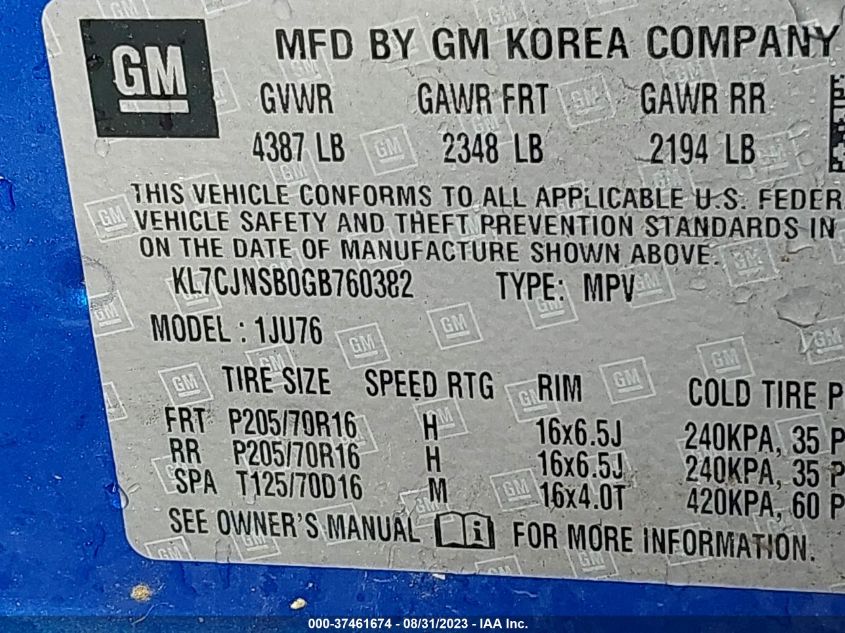 GM
MFD BY GM KOREA COMPANY
GVWR GAWR FRT GAWR RR
4387 LB 2348 LB 2194 LB
THIS VEHICLE CONFORMS TO ALL APPLICABLE U.S. FEDER
VEHICLE SAFETY AND THEFT PREVENTION STANDARDS IN
ON THE DATE OF MANUFACTURE SHOWN ABOVE.
KL7CJNSB0GB760382 TYPE: MPV
MODEL : 1JU76
TIRE SIZE SPEED RTG RIM COLD TIRE P
FRT P205/70R16 H 16x6.5J 240KPA, 35 P
RR P205/70R16 H 16x6.5J 240KPA, 35 P
SPA T125/70D16 M 16x4.0T 420KPA, 60 P
SEE OWNER'S MANUAL i FOR MORE INFORMATION.
000-37461674 - 08/31/2023 - IAA Inc.